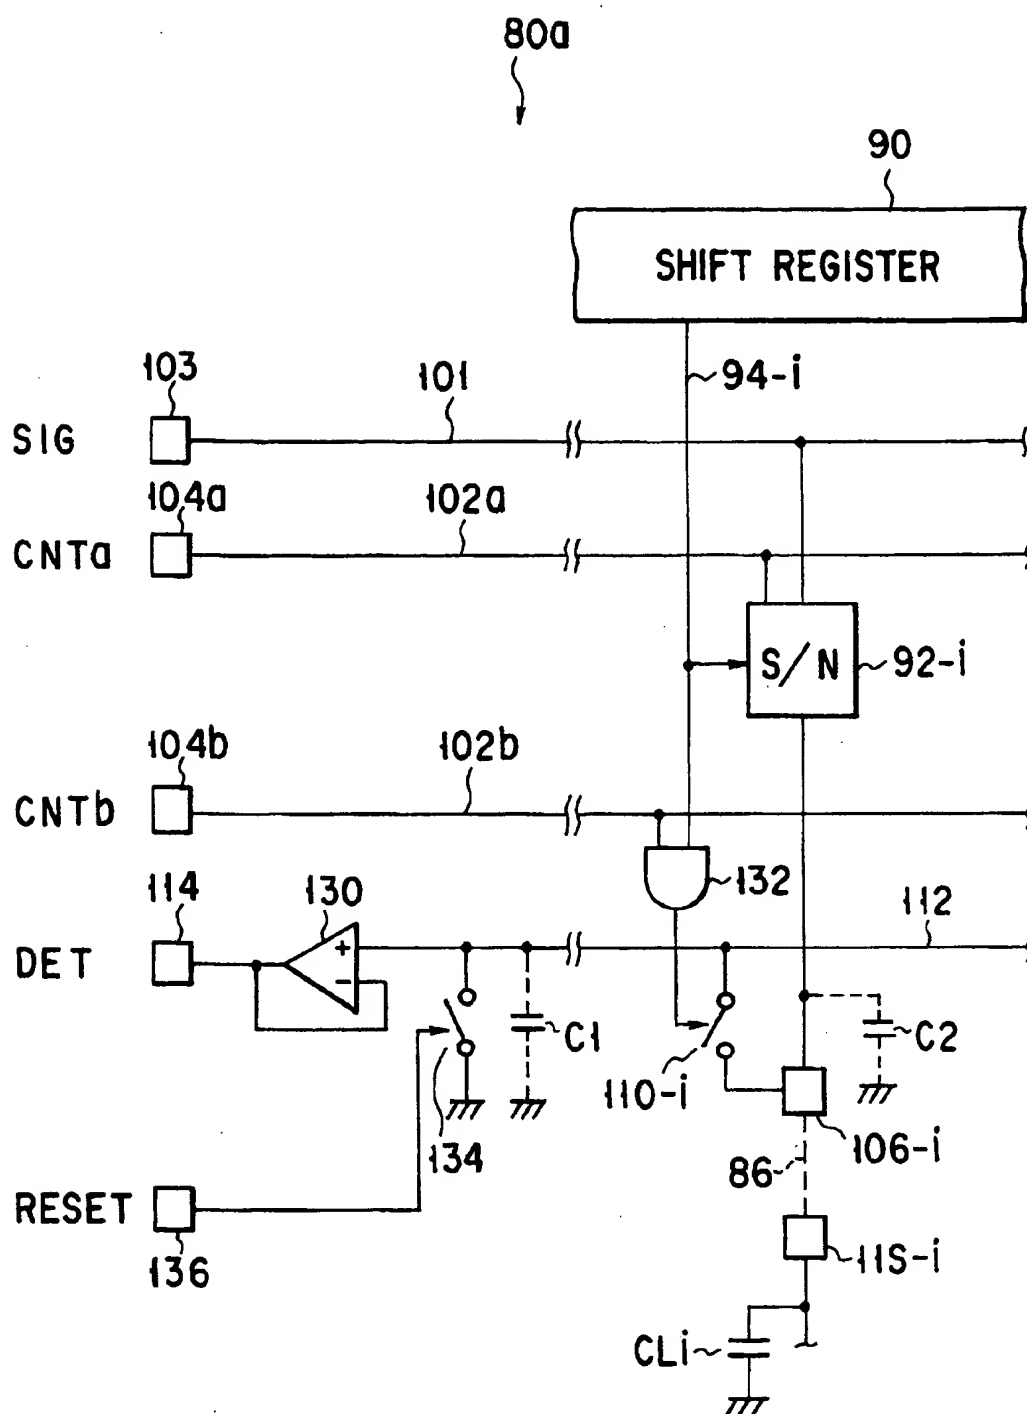 80a
90
SHIFT REGISTER
94-i
103
101
SIG
104a
102a
CNTa
S/N
92-i
104b
102b
CNTb
132
114
130
112
DET
+
−
C1
C2
110-i
134
106-i
86
RESET
136
11S-i
CLi